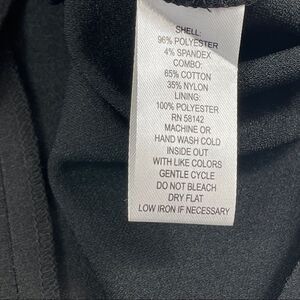 SHELL:
96% POLYESTER
4% SPANDEX
COMBO:
65% COTTON
35% NYLON
LINING:
100% POLYESTER
RN 58142
MACHINE OR
HAND WASH COLD
INSIDE OUT
WITH LIKE COLORS
GENTLE CYCLE
DO NOT BLEACH
DRY FLAT
LOW IRON IF NECESSARY